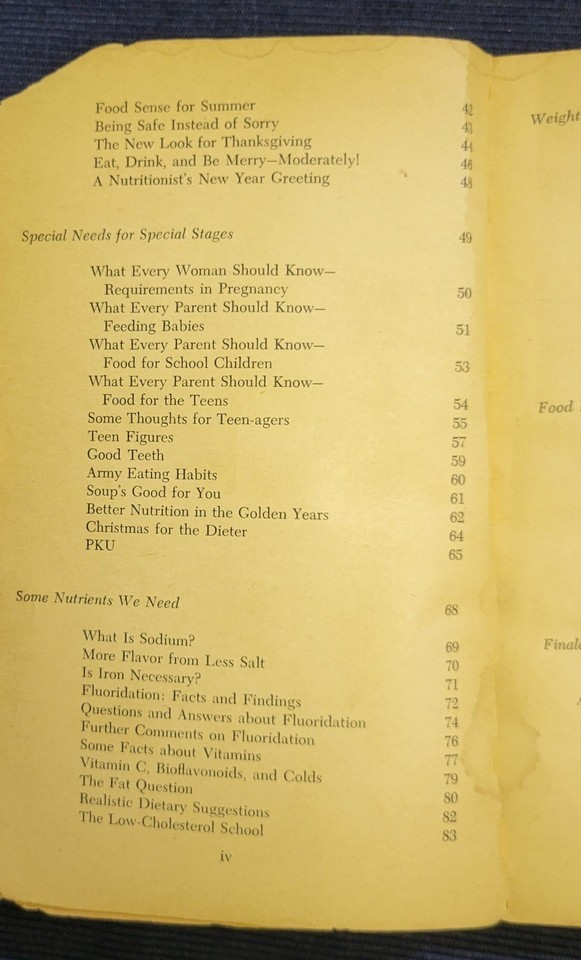 Food Sense for Summer 42
Being Safe Instead of Sorry 43
The New Look for Thanksgiving 44
Eat, Drink, and Be Merry—Moderately! 46
A Nutritionist's New Year Greeting 48
Special Needs for Special Stages 49
What Every Woman Should Know—
Requirements in Pregnancy 50
What Every Parent Should Know—
Feeding Babies 51
What Every Parent Should Know—
Food for School Children 53
What Every Parent Should Know—
Food for the Teens 54
Some Thoughts for Teen-agers 55
Teen Figures 57
Good Teeth 59
Army Eating Habits 60
Soup's Good for You 61
Better Nutrition in the Golden Years 62
Christmas for the Dieter 64
PKU 65
Some Nutrients We Need 68
What Is Sodium? 69
More Flavor from Less Salt 70
Is Iron Necessary? 71
Fluoridation: Facts and Findings 72
Questions and Answers about Fluoridation 74
Further Comments on Fluoridation 76
Some Facts about Vitamins 77
Vitamin C, Bioflavonoids, and Colds 79
The Fat Question 80
Realistic Dietary Suggestions 82
The Low-Cholesterol School 83
iv
Weight
Food
Final